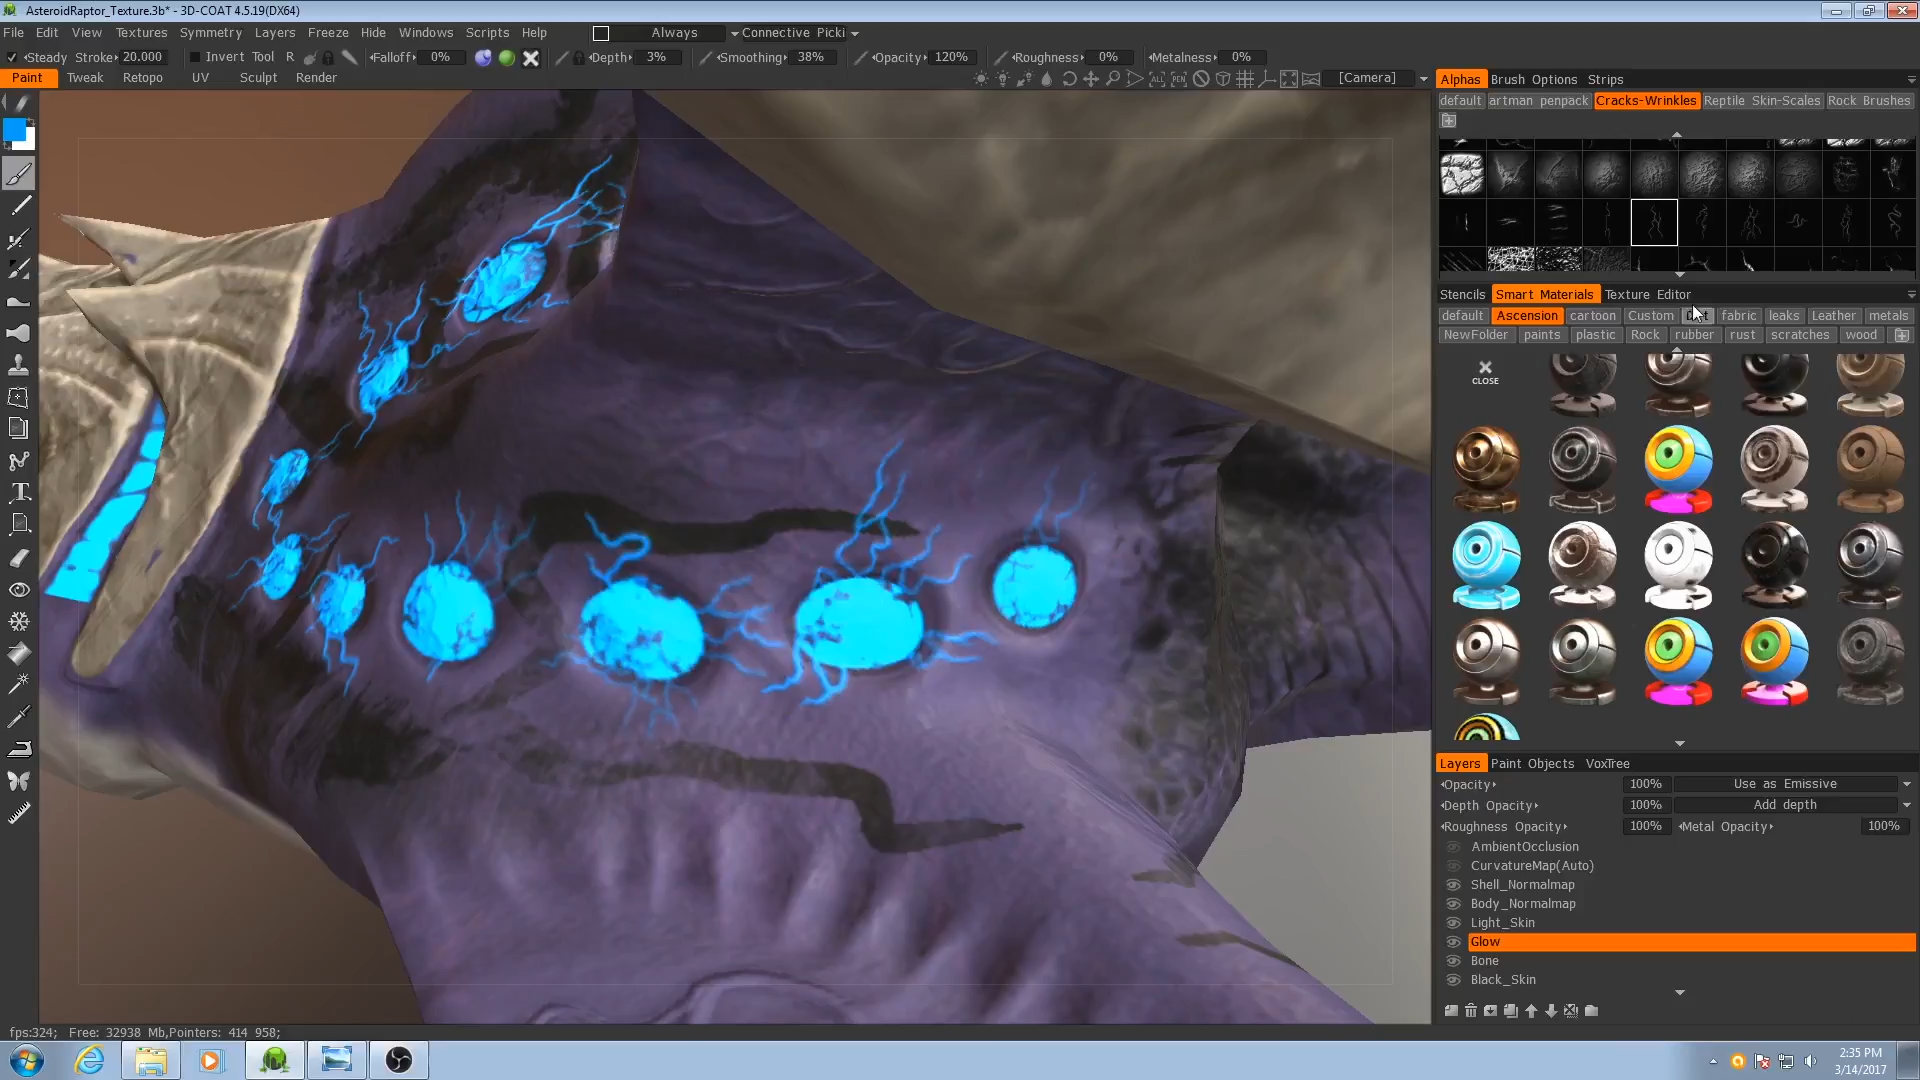 AsteroidRaptor_Texture.3b* - 3D-COAT 4.5.19(DX64)
File Edit View Textures Symmetry Layers Freeze Hide Windows Scripts Help Always Connective Picki
Steady Stroke 20.000 Invert Tool R Falloff 0% Depth 3% Smoothing 38% Opacity 120% Roughness 0% Metalness 0%
Paint Tweak Retopo UV Sculpt Render [Camera]
Alphas Brush Options Strips
default artman penpack Cracks-Wrinkles Reptile Skin-Scales Rock Brushes
Stencils Smart Materials Texture Editor
default Ascension cartoon Custom fabric leaks Leather metals
NewFolder paints plastic Rock rubber rust scratches wood
CLOSE
Layers Paint Objects VoxTree
Opacity 100% Use as Emissive
Depth Opacity 100% Add depth
Roughness Opacity 100% Metal Opacity 100%
AmbientOcclusion
CurvatureMap(Auto)
Shell_Normalmap
Body_Normalmap
Light_Skin
Glow
Bone
Black_Skin
fps:324; Free: 32938 Mb,Pointers: 414 958;
2:35 PM
3/14/2017